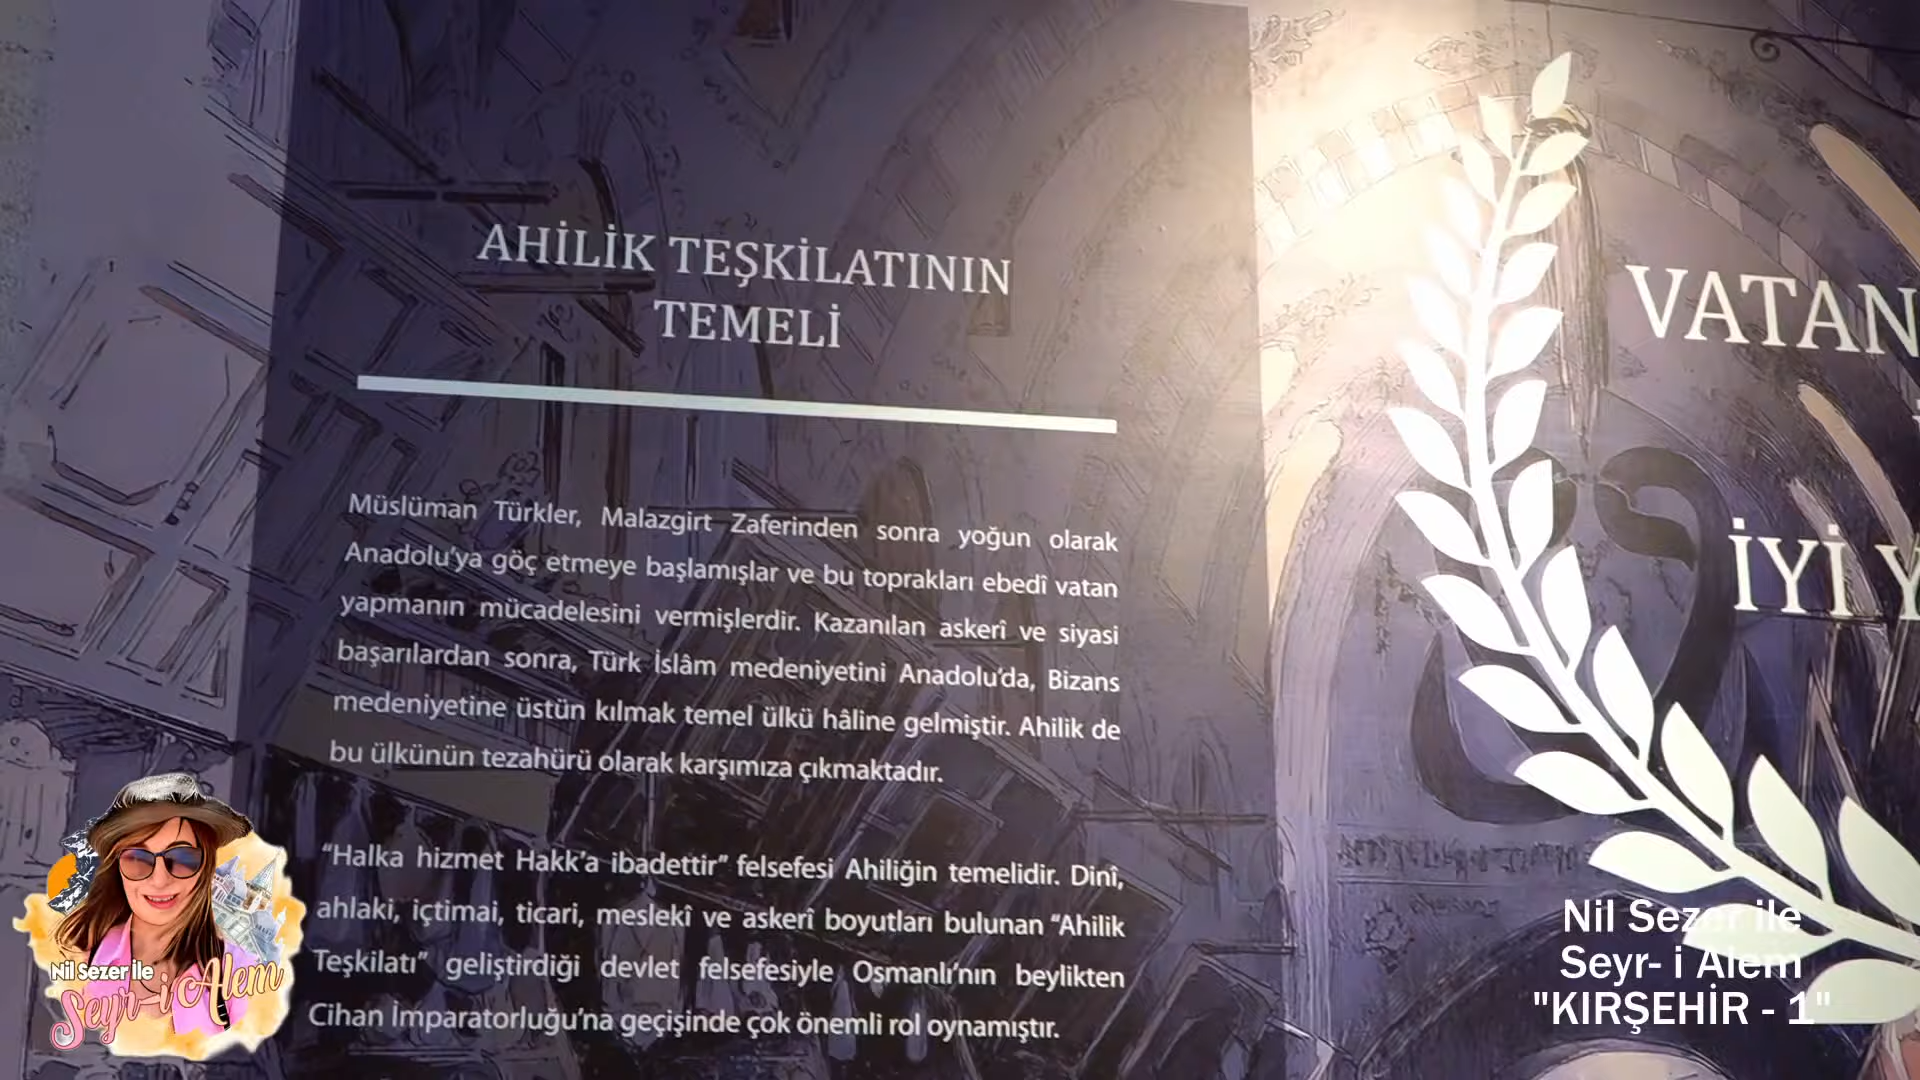 AHİLİK TEŞKİLATININ
TEMELİ
Müslüman Türkler, Malazgirt Zaferinden sonra yoğun olarak
Anadolu’ya göç etmeye başlamışlar ve bu toprakları ebedî vatan
yapmanın mücadelesini vermişlerdir. Kazanılan askerî ve siyasi
başarılardan sonra, Türk İslâm medeniyetini Anadolu’da, Bizans
medeniyetine üstün kılmak temel ülkü hâline gelmiştir. Ahilik de
bu ülkünün tezahürü olarak karşımıza çıkmaktadır.
“Halka hizmet Hakk’a ibadettir” felsefesi Ahiliğin temelidir. Dinî,
ahlaki, içtimai, ticari, meslekî ve askerî boyutları bulunan “Ahilik
Teşkilatı” geliştirdiği devlet felsefesiyle Osmanlı’nın beylikten
Cihan İmparatorluğu’na geçişinde çok önemli rol oynamıştır.
VATAN
İYİ Y
Nil Sezer ile
Seyr-i Alem
Nil Sezer ile
Seyr- i Alem
"KIRŞEHİR - 1"